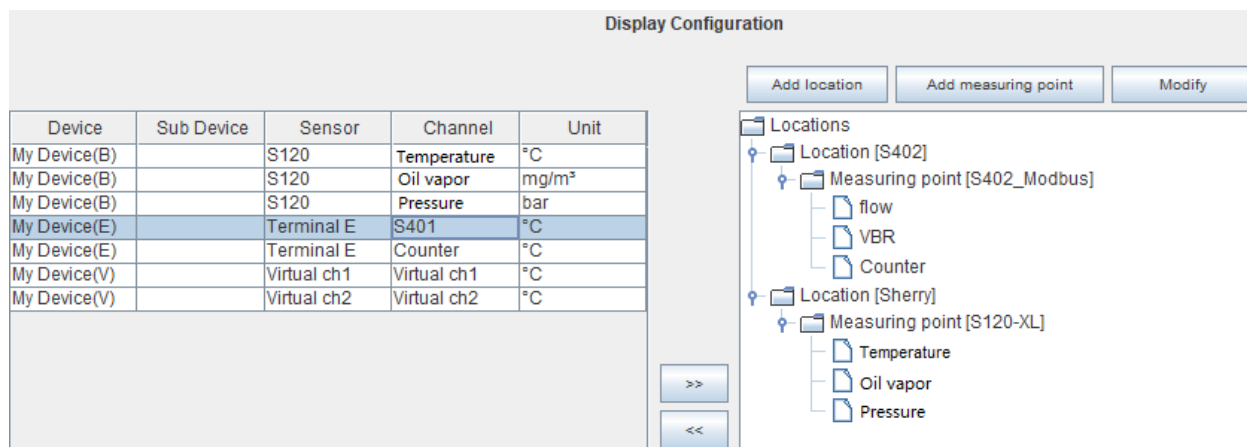 Display Configuration
Add location Add measuring point Modify
Device Sub Device Sensor Channel Unit
My Device(B) S120 Temperature °C
My Device(B) S120 Oil vapor mg/m³
My Device(B) S120 Pressure bar
My Device(E) Terminal E S401 °C
My Device(E) Terminal E Counter °C
My Device(V) Virtual ch1 Virtual ch1 °C
My Device(V) Virtual ch2 Virtual ch2 °C
>>
<<
Locations
Location [S402]
Measuring point [S402_Modbus]
flow
VBR
Counter
Location [Sherry]
Measuring point [S120-XL]
Temperature
Oil vapor
Pressure